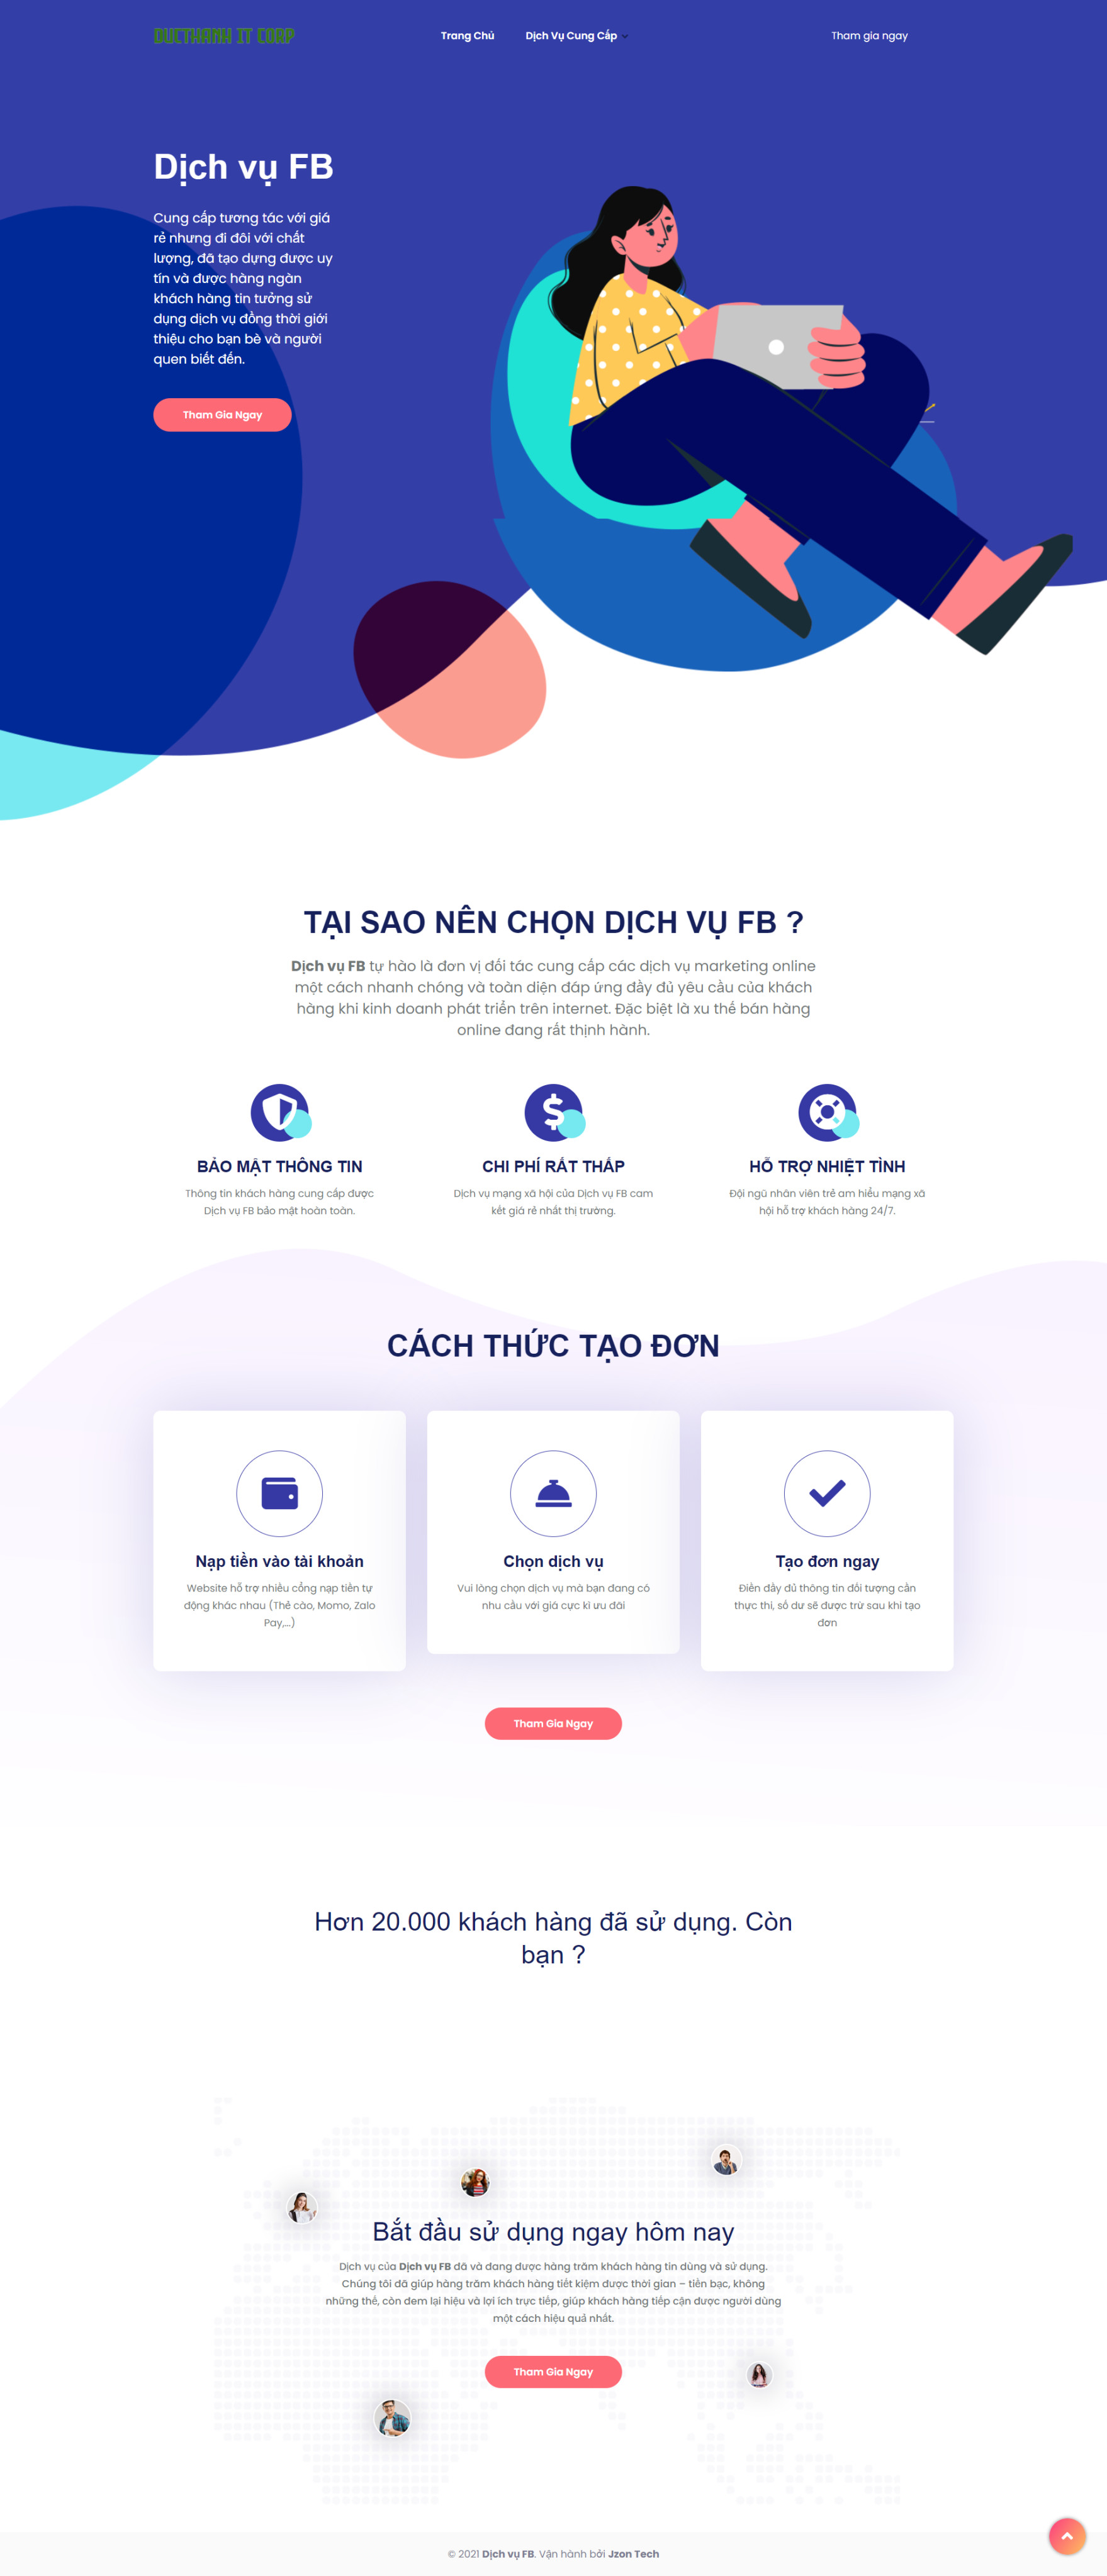 DUCTHANH IT CORP
Trang Chủ
Dịch Vụ Cung Cấp
Tham gia ngay
Dịch vụ FB
Cung cấp tương tác với giá
rẻ nhưng đi đôi với chất
lượng, đã tạo dựng được uy
tín và được hàng ngàn
khách hàng tin tưởng sử
dụng dịch vụ đồng thời giới
thiệu cho bạn bè và người
quen biết đến.
Tham Gia Ngay
TẠI SAO NÊN CHỌN DỊCH VỤ FB ?
Dịch vụ FB tự hào là đơn vị đối tác cung cấp các dịch vụ marketing online
một cách nhanh chóng và toàn diện đáp ứng đầy đủ yêu cầu của khách
hàng khi kinh doanh phát triển trên internet. Đặc biệt là xu thế bán hàng
online đang rất thịnh hành.
BẢO MẬT THÔNG TIN
Thông tin khách hàng cung cấp được
Dịch vụ FB bảo mật hoàn toàn.
CHI PHÍ RẤT THẤP
Dịch vụ mạng xã hội của Dịch vụ FB cam
kết giá rẻ nhất thị trường.
HỖ TRỢ NHIỆT TÌNH
Đội ngũ nhân viên trẻ am hiểu mạng xã
hội hỗ trợ khách hàng 24/7.
CÁCH THỨC TẠO ĐƠN
Nạp tiền vào tài khoản
Website hỗ trợ nhiều cổng nạp tiền tự
động khác nhau (Thẻ cào, Momo, Zalo
Pay,...)
Chọn dịch vụ
Vui lòng chọn dịch vụ mà bạn đang có
nhu cầu với giá cực kì ưu đãi
Tạo đơn ngay
Điền đầy đủ thông tin đối tượng cần
thực thi, số dư sẽ được trừ sau khi tạo
đơn
Tham Gia Ngay
Hơn 20.000 khách hàng đã sử dụng. Còn
bạn ?
Bắt đầu sử dụng ngay hôm nay
Dịch vụ của Dịch vụ FB đã và đang được hàng trăm khách hàng tin dùng và sử dụng.
Chúng tôi đã giúp hàng trăm khách hàng tiết kiệm được thời gian – tiền bạc, không
những thế, còn đem lại hiệu và lợi ích trực tiếp, giúp khách hàng tiếp cận được người dùng
một cách hiệu quả nhất.
Tham Gia Ngay
© 2021 Dịch vụ FB. Vận hành bởi Jzon Tech